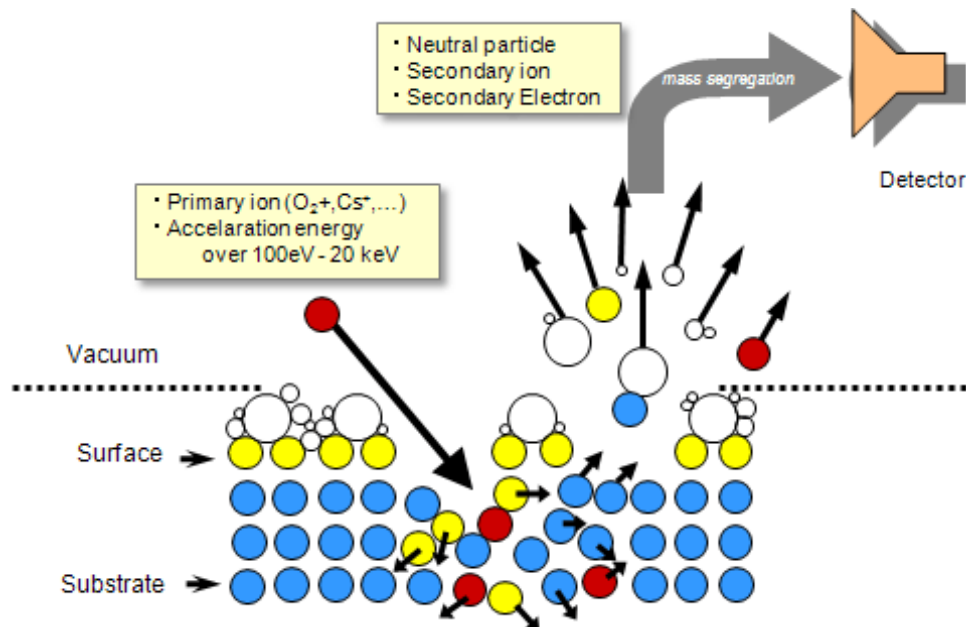 · Neutral particle
· Secondary ion
· Secondary Electron
mass segregation
Detector
· Primary ion (O₂+,Cs⁺,...)
· Accelaration energy
over 100eV - 20 keV
Vacuum
Surface
Substrate